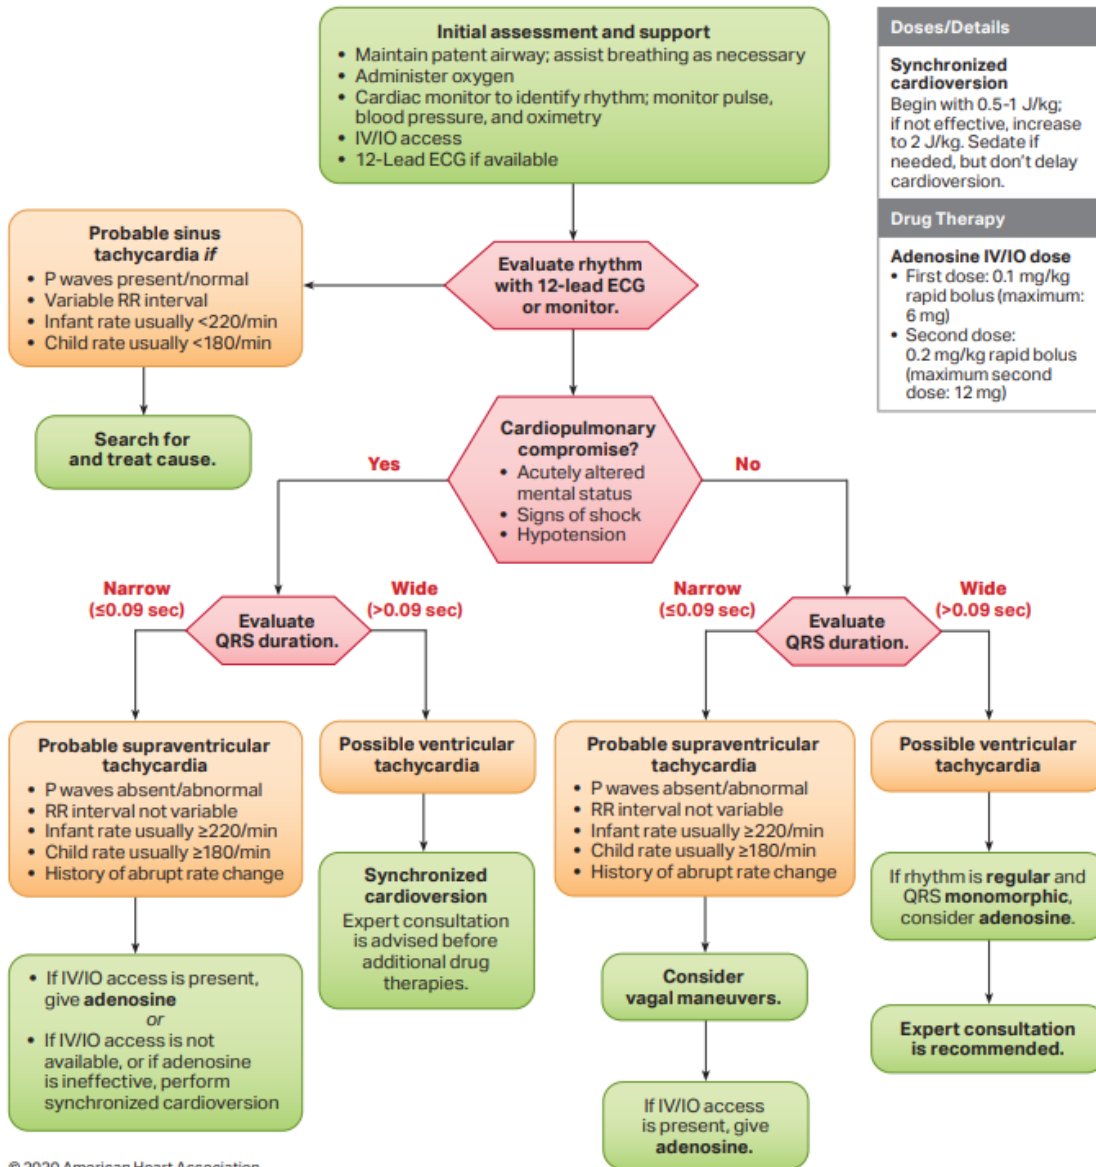 Initial assessment and support
• Maintain patent airway; assist breathing as necessary
• Administer oxygen
• Cardiac monitor to identify rhythm; monitor pulse,
blood pressure, and oximetry
• IV/IO access
• 12-Lead ECG if available
Doses/Details
Synchronized
cardioversion
Begin with 0.5-1 J/kg;
if not effective, increase
to 2 J/kg. Sedate if
needed, but don't delay
cardioversion.
Drug Therapy
Adenosine IV/IO dose
• First dose: 0.1 mg/kg
rapid bolus (maximum:
6 mg)
• Second dose:
0.2 mg/kg rapid bolus
(maximum second
dose: 12 mg)
Probable sinus
tachycardia if
• P waves present/normal
• Variable RR interval
• Infant rate usually <220/min
• Child rate usually <180/min
Evaluate rhythm
with 12-lead ECG
or monitor.
Search for
and treat cause.
Cardiopulmonary
compromise?
• Acutely altered
mental status
• Signs of shock
• Hypotension
Yes
No
Narrow
(≤0.09 sec)
Evaluate
QRS duration.
Wide
(>0.09 sec)
Narrow
(≤0.09 sec)
Evaluate
QRS duration.
Wide
(>0.09 sec)
Probable supraventricular
tachycardia
• P waves absent/abnormal
• RR interval not variable
• Infant rate usually ≥220/min
• Child rate usually ≥180/min
• History of abrupt rate change
Possible ventricular
tachycardia
Probable supraventricular
tachycardia
• P waves absent/abnormal
• RR interval not variable
• Infant rate usually ≥220/min
• Child rate usually ≥180/min
• History of abrupt rate change
Possible ventricular
tachycardia
Synchronized
cardioversion
Expert consultation
is advised before
additional drug
therapies.
If rhythm is regular and
QRS monomorphic,
consider adenosine.
• If IV/IO access is present,
give adenosine
or
• If IV/IO access is not
available, or if adenosine
is ineffective, perform
synchronized cardioversion
Consider
vagal maneuvers.
Expert consultation
is recommended.
If IV/IO access
is present, give
adenosine.
© 2020 American Heart Association